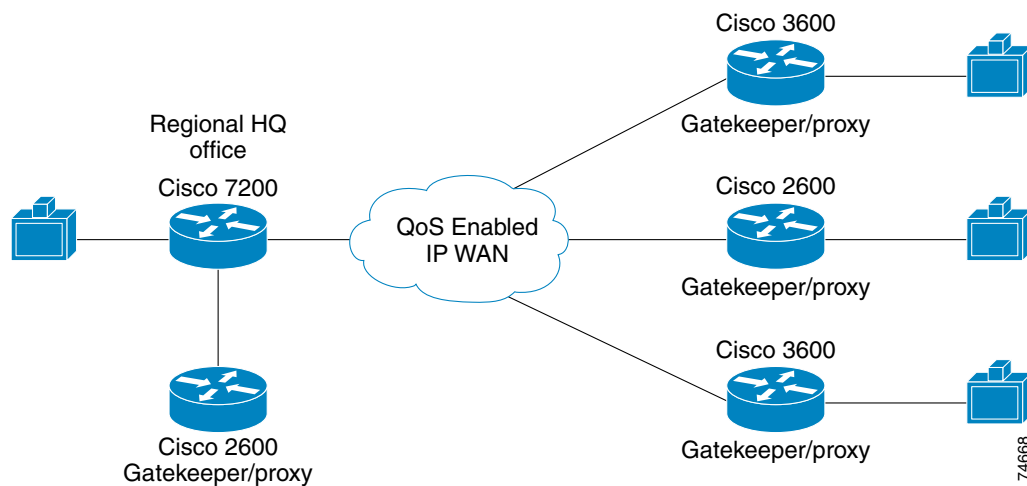 Regional HQ
office
Cisco 7200
Cisco 2600
Gatekeeper/proxy
QoS Enabled
IP WAN
Cisco 3600
Gatekeeper/proxy
Cisco 2600
Gatekeeper/proxy
Cisco 3600
Gatekeeper/proxy
74668